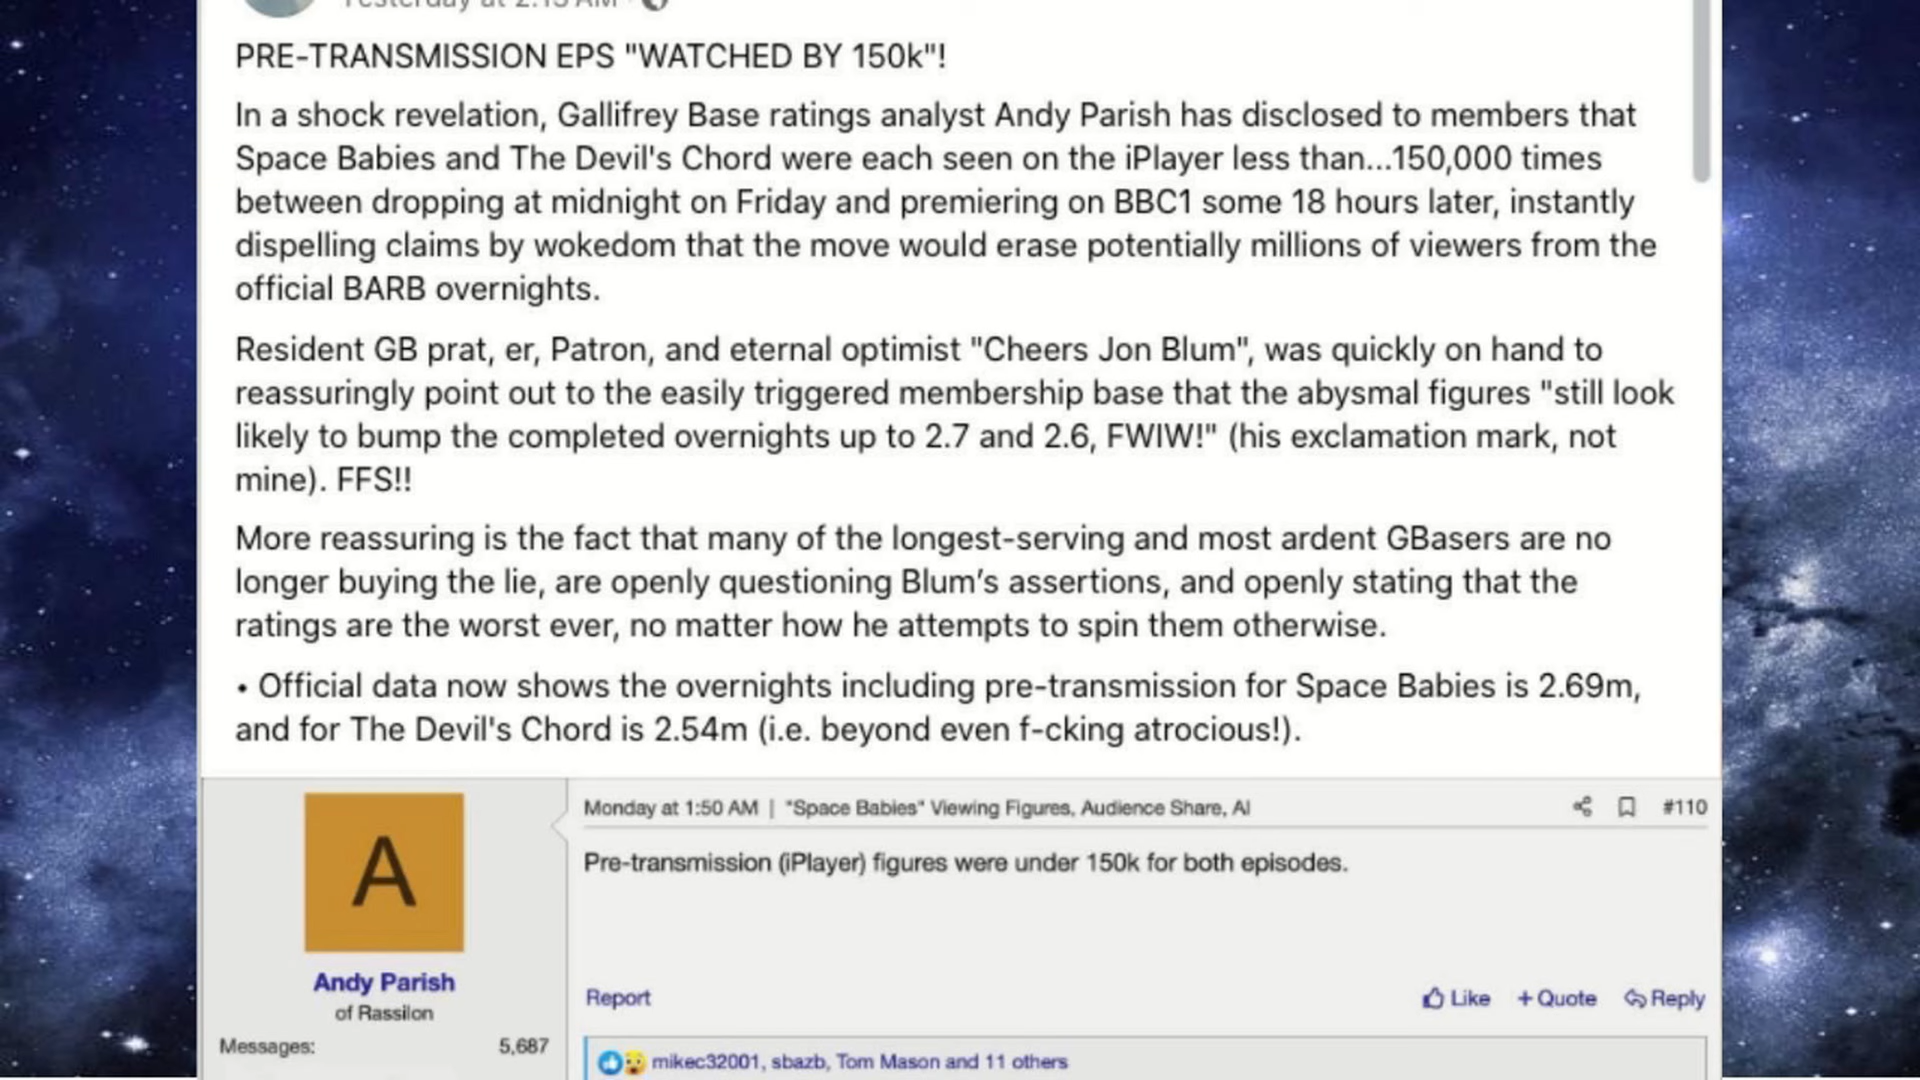 Yesterday at 2:13 AM
PRE-TRANSMISSION EPS "WATCHED BY 150k"!
In a shock revelation, Gallifrey Base ratings analyst Andy Parish has disclosed to members that
Space Babies and The Devil's Chord were each seen on the iPlayer less than...150,000 times
between dropping at midnight on Friday and premiering on BBC1 some 18 hours later, instantly
dispelling claims by wokedom that the move would erase potentially millions of viewers from the
official BARB overnights.
Resident GB prat, er, Patron, and eternal optimist "Cheers Jon Blum", was quickly on hand to
reassuringly point out to the easily triggered membership base that the abysmal figures "still look
likely to bump the completed overnights up to 2.7 and 2.6, FWIW!" (his exclamation mark, not
mine). FFS!!
More reassuring is the fact that many of the longest-serving and most ardent GBasers are no
longer buying the lie, are openly questioning Blum’s assertions, and openly stating that the
ratings are the worst ever, no matter how he attempts to spin them otherwise.
• Official data now shows the overnights including pre-transmission for Space Babies is 2.69m,
and for The Devil's Chord is 2.54m (i.e. beyond even f-cking atrocious!).
Monday at 1:50 AM | "Space Babies" Viewing Figures, Audience Share, AI #110
Pre-transmission (iPlayer) figures were under 150k for both episodes.
A
Andy Parish
of Rassilon
Messages: 5,687
Report Like + Quote Reply
mikec32001, sbazb, Tom Mason and 11 others